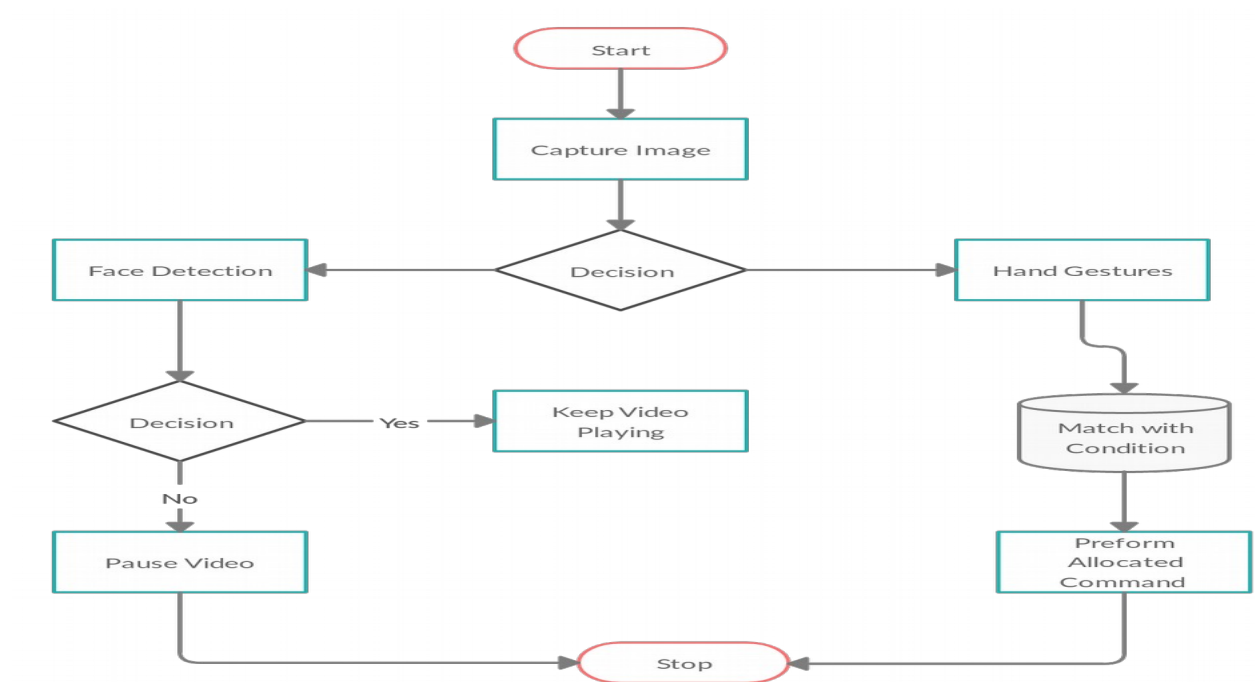 Start
Capture Image
Face Detection
Decision
Hand Gestures
Decision
Yes
Keep Video
Playing
Match with
Condition
No
Pause Video
Preform
Allocated
Command
Stop